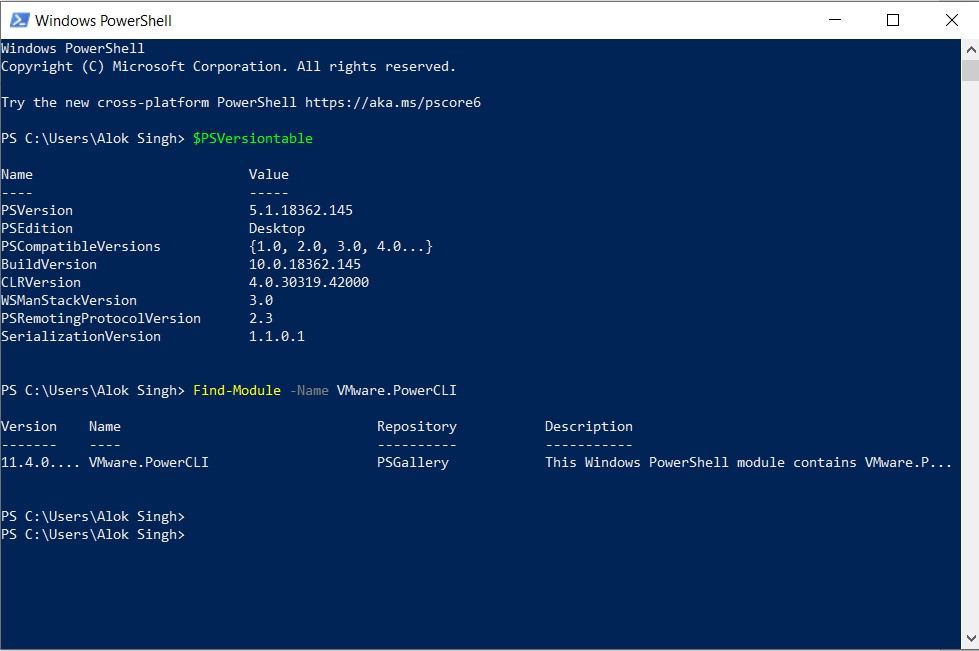 Windows PowerShell
Windows PowerShell
Copyright (C) Microsoft Corporation. All rights reserved.
Try the new cross-platform PowerShell https://aka.ms/pscore6
PS C:\Users\Alok Singh> $PSVersiontable
Name                           Value
----                           -----
PSVersion                      5.1.18362.145
PSEdition                      Desktop
PSCompatibleVersions           {1.0, 2.0, 3.0, 4.0...}
BuildVersion                   10.0.18362.145
CLRVersion                     4.0.30319.42000
WSManStackVersion              3.0
PSRemotingProtocolVersion      2.3
SerializationVersion           1.1.0.1
PS C:\Users\Alok Singh> Find-Module -Name VMware.PowerCLI
Version    Name                                Repository           Description
-------    ----                                ----------           -----------
11.4.0.... VMware.PowerCLI                     PSGallery            This Windows PowerShell module contains VMware.P...
PS C:\Users\Alok Singh>
PS C:\Users\Alok Singh>